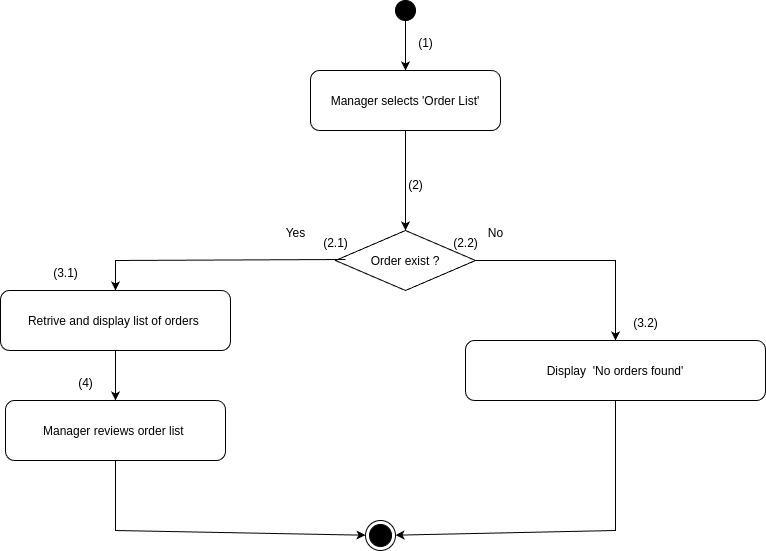 (1)
Manager selects 'Order List'
(2)
Yes
No
(2.1)
(2.2)
Order exist ?
(3.1)
Retrive and display list of orders
(3.2)
Display 'No orders found'
(4)
Manager reviews order list